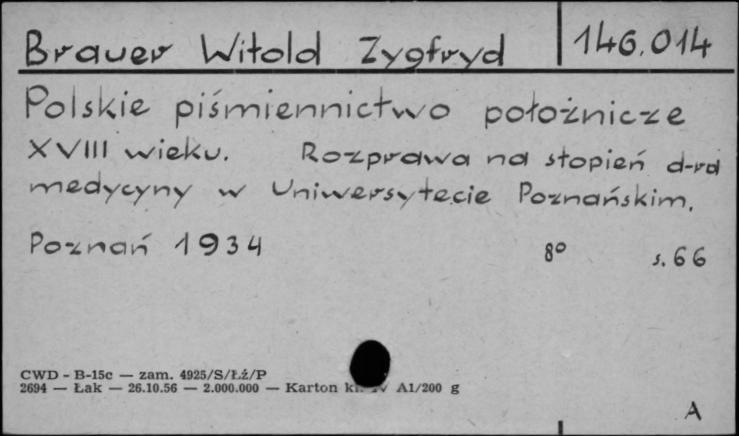 Brauer Witold Zygfryd 146.014
Polskie piśmiennictwo położnicze
XVIII wieku. Rozprawa na stopień d-ra
medycyny w Uniwersytecie Poznańskim.
Poznań 1934 8° s. 66
CWD - B-15c — zam. 4925/S/Łź/P
2694 — Łak — 26.10.56 — 2.000.000 — Karton A1/200 g
A